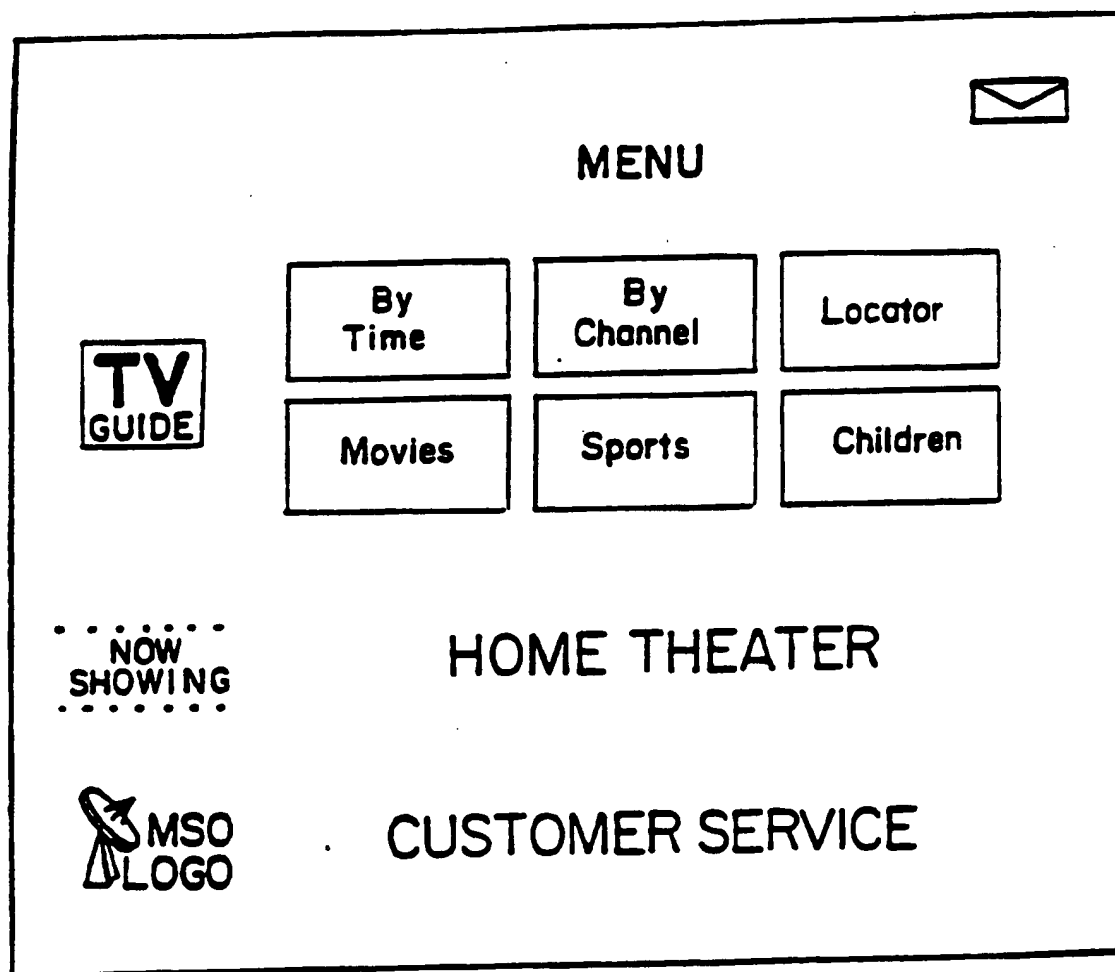 MENU
By
Time
By
Channel
Locator
TV
GUIDE
Movies
Sports
Children
NOW
SHOWING
HOME THEATER
MSO
LOGO
CUSTOMER SERVICE